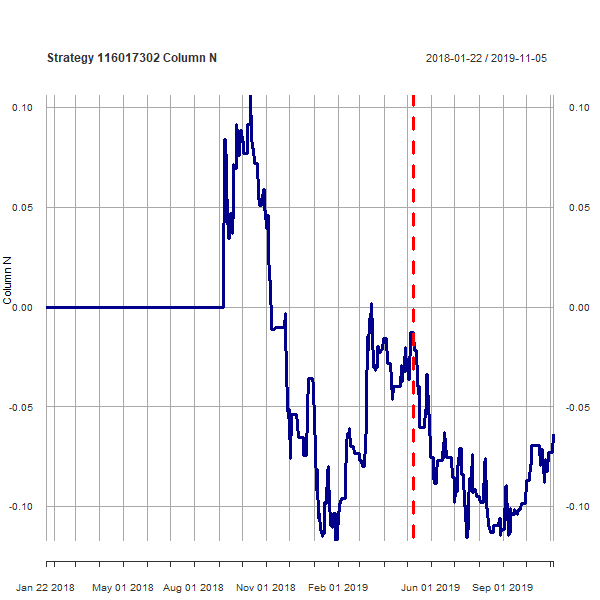 Strategy 116017302 Column N
2018-01-22 / 2019-11-05
0.10
0.10
0.05
0.05
Column N
0.00
0.00
-0.05
-0.05
-0.10
-0.10
Jan 22 2018
May 01 2018
Aug 01 2018
Nov 01 2018
Feb 01 2019
Jun 01 2019
Sep 01 2019